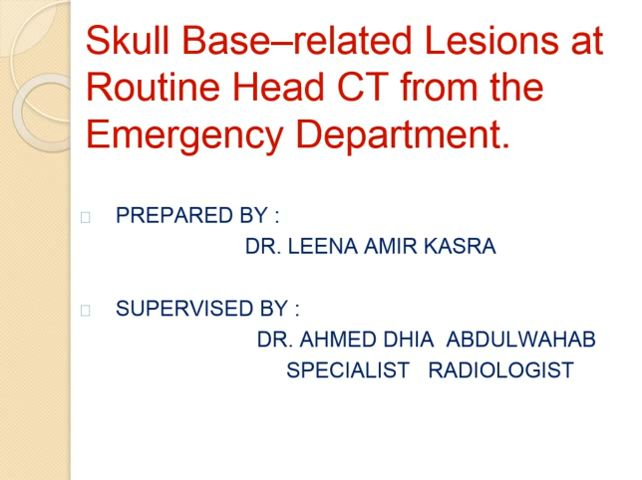 Skull Base–related Lesions at
Routine Head CT from the
Emergency Department.
PREPARED BY :
DR. LEENA AMIR KASRA
SUPERVISED BY :
DR. AHMED DHIA ABDULWAHAB
SPECIALIST RADIOLOGIST